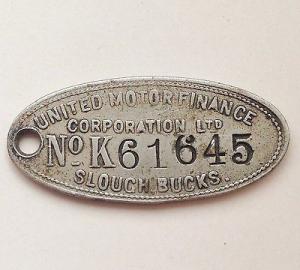 UNITED MOTOR FINANCE
CORPORATION LTD
No K61645
SLOUGH, BUCKS.